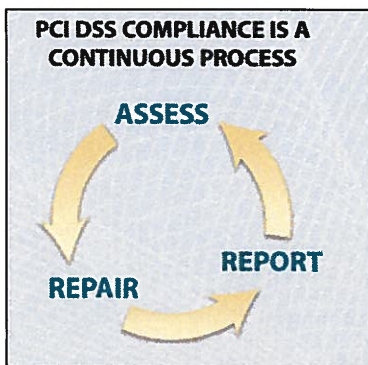 PCI DSS COMPLIANCE IS A
CONTINUOUS PROCESS
ASSESS
REPORT
REPAIR